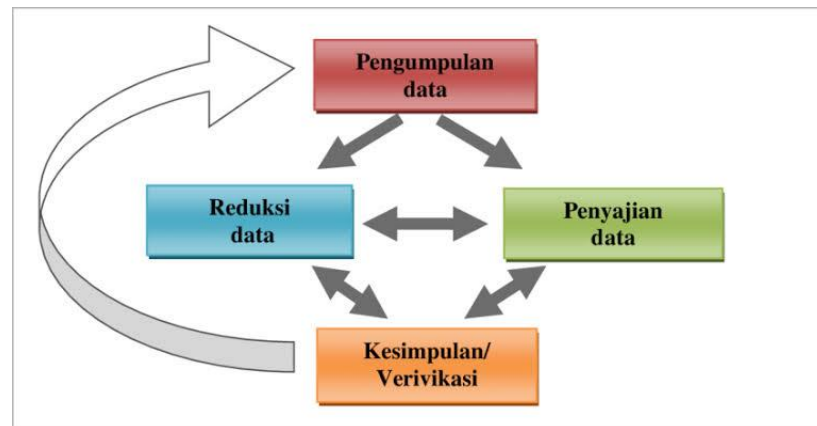 Pengumpulan
data
Reduksi
data
Penyajian
data
Kesimpulan/
Verivikasi